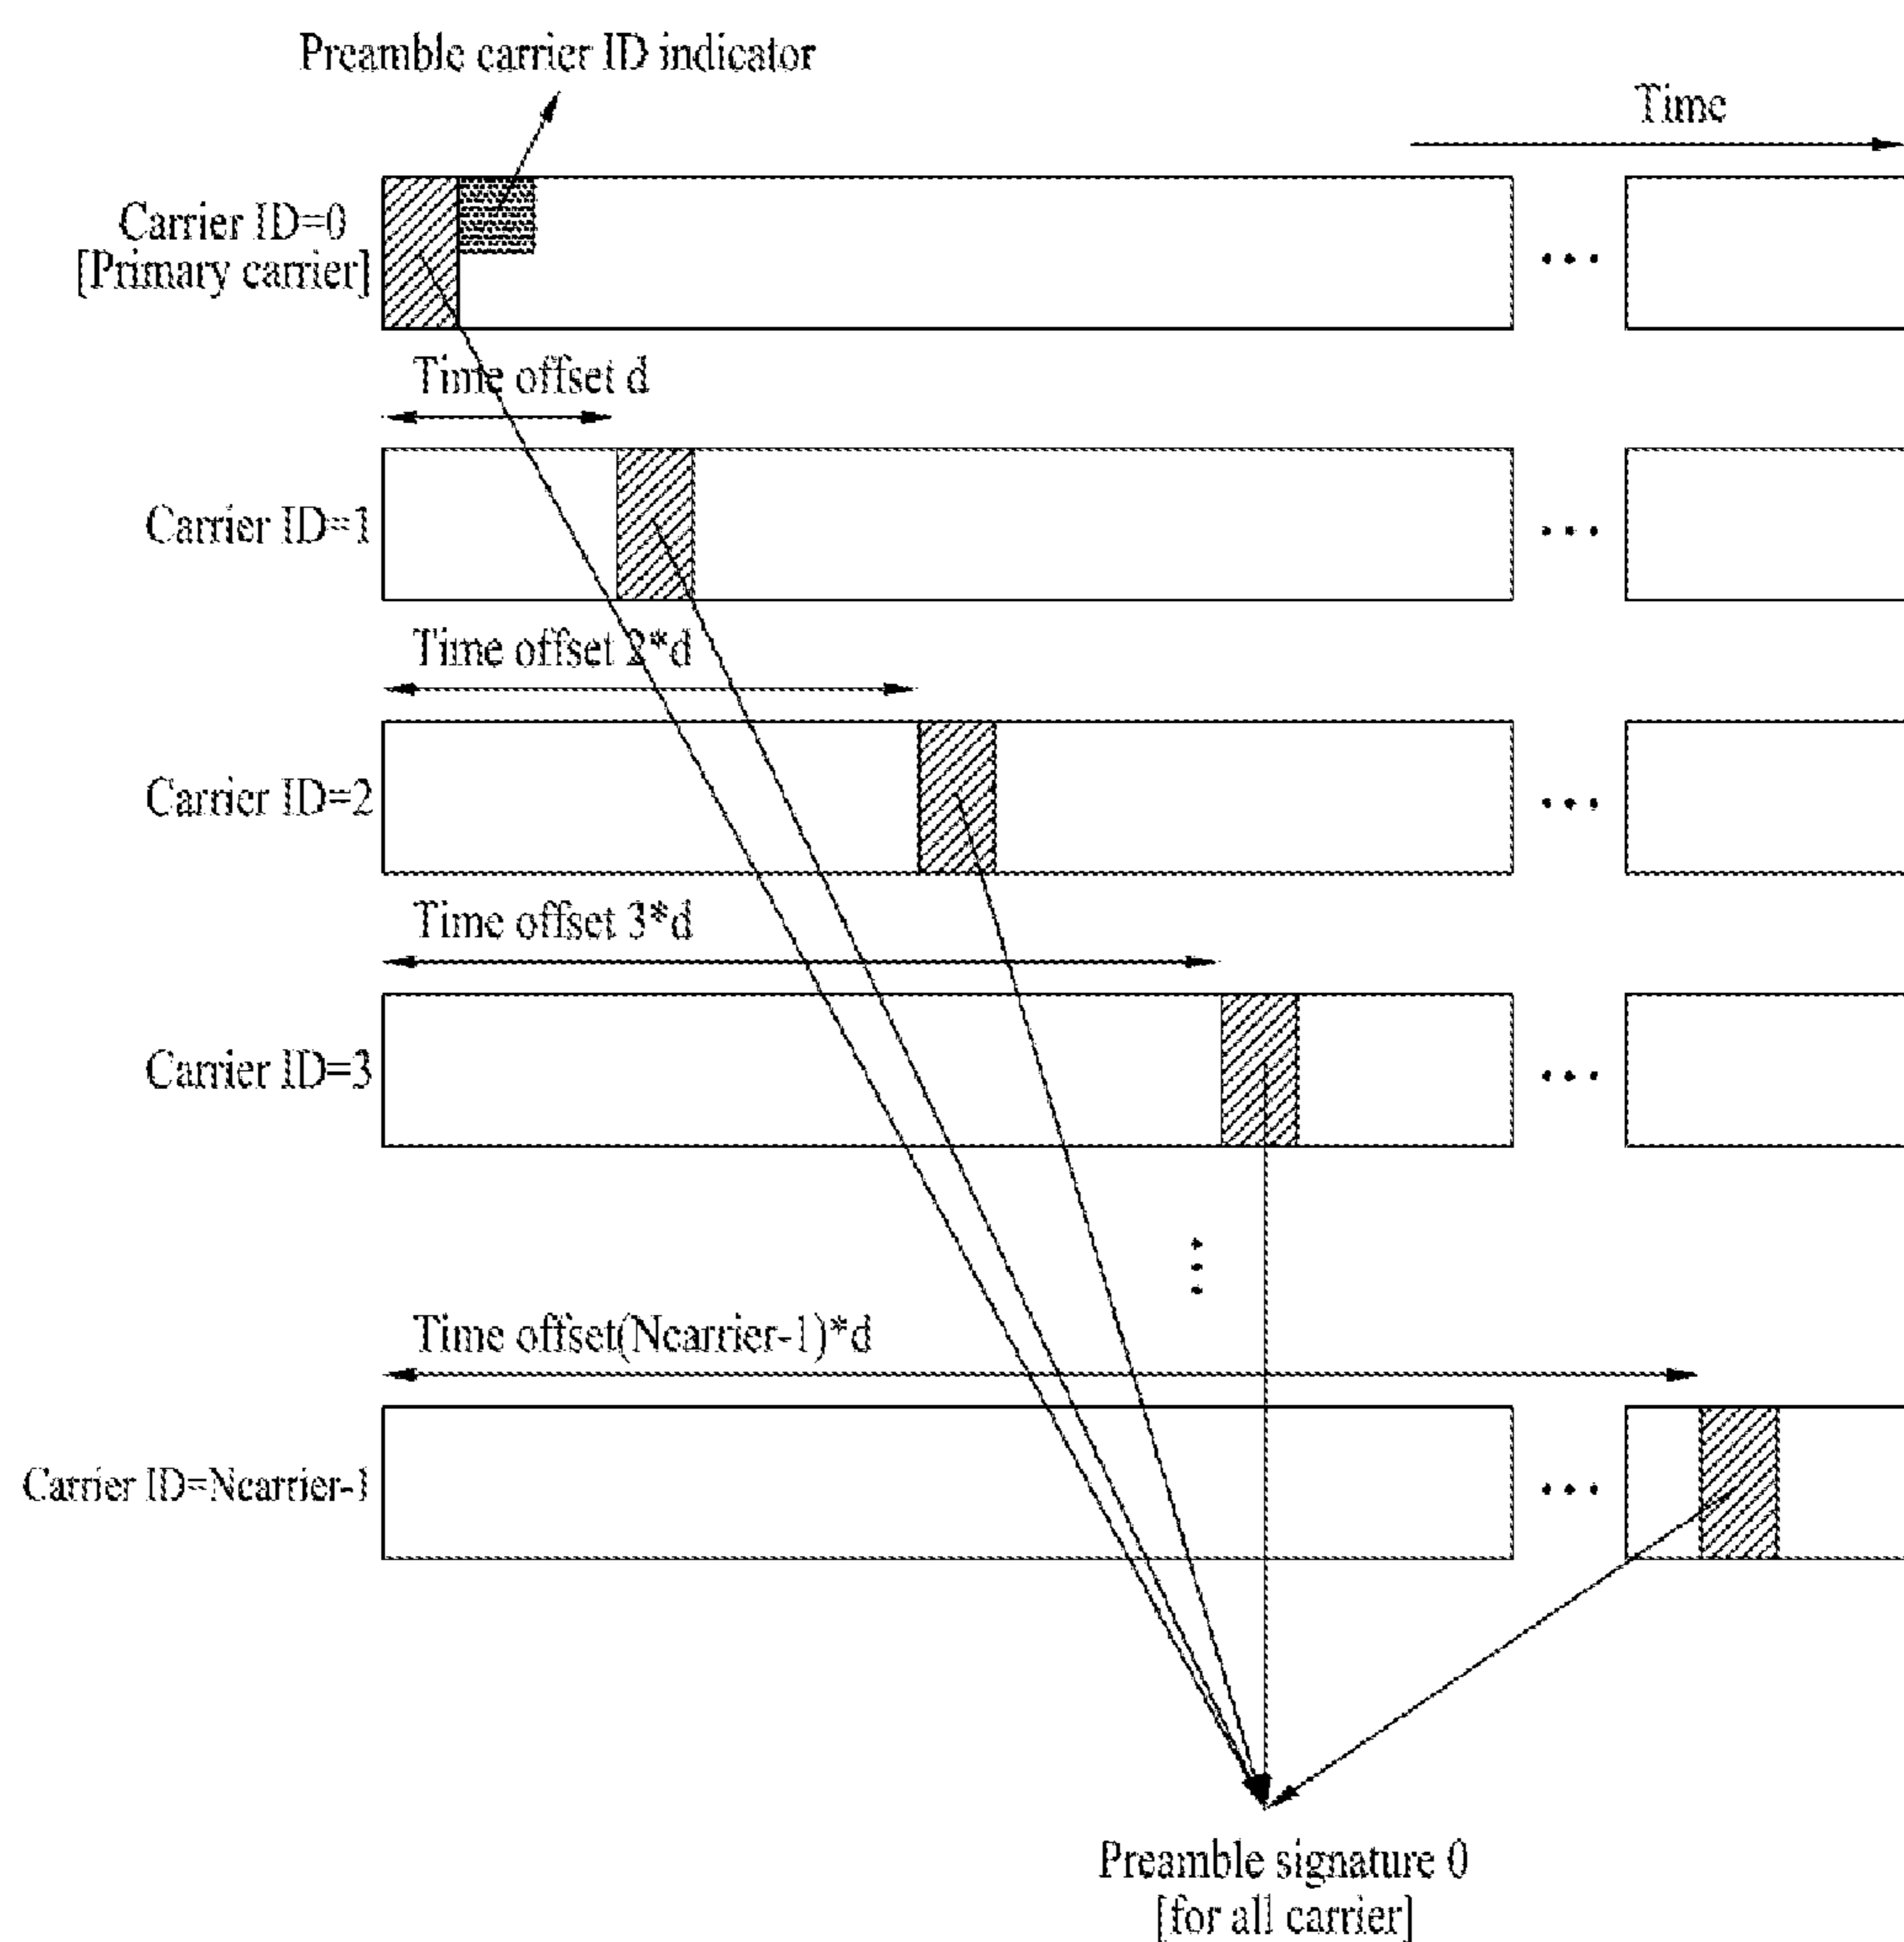 Preamble carrier ID indicator
Time
Carrier ID=0
[Primary carrier]
Time offset d
Carrier ID=1
Time offset 2*d
Carrier ID=2
Time offset 3*d
Carrier ID=3
Time offset(Ncarrier-1)*d
Carrier ID=Ncarrier-1
Preamble signature 0
[for all carrier]